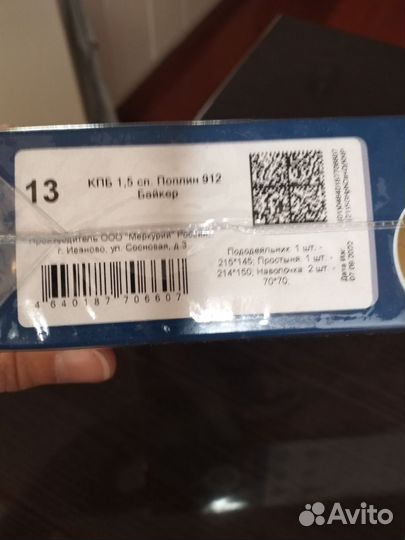 13
КПБ 1,5 сп. Поплин 912
Байкер
Производитель ООО "Меркурий"
г. Иваново, ул. Сосновая, д.3
Пододеяльник: 1 шт. -
215*145; Простыня: 1 шт. -
214*150; Наволочка: 2 шт -
70*70.
4 640187 706607
Дата Изг.
Avito